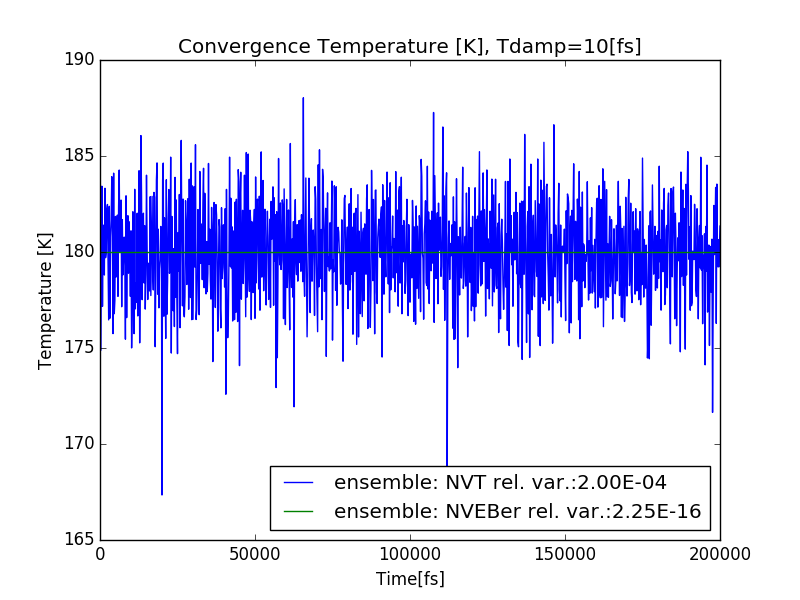 Convergence Temperature [K], Tdamp=10[fs]
190
185
180
175
170
165
Temperature [K]
ensemble: NVT rel. var.:2.00E-04
ensemble: NVEBer rel. var.:2.25E-16
0 50000 100000 150000 200000
Time[fs]